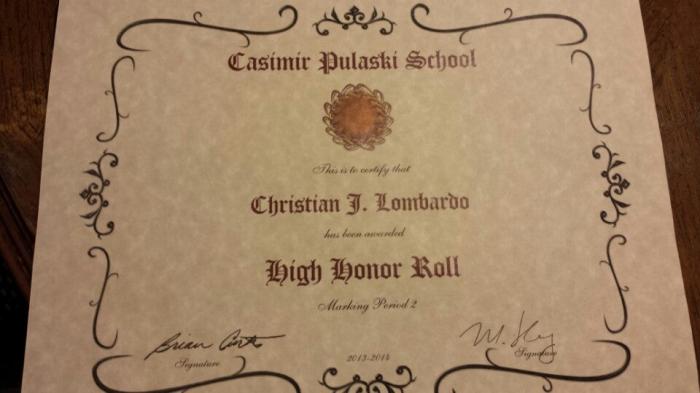 Casimir Pulaski School
This is to certify that
Christian J. Lombardo
has been awarded
High Honor Roll
Marking Period 2
Brian
Signature
2013-2014
M.
Signature